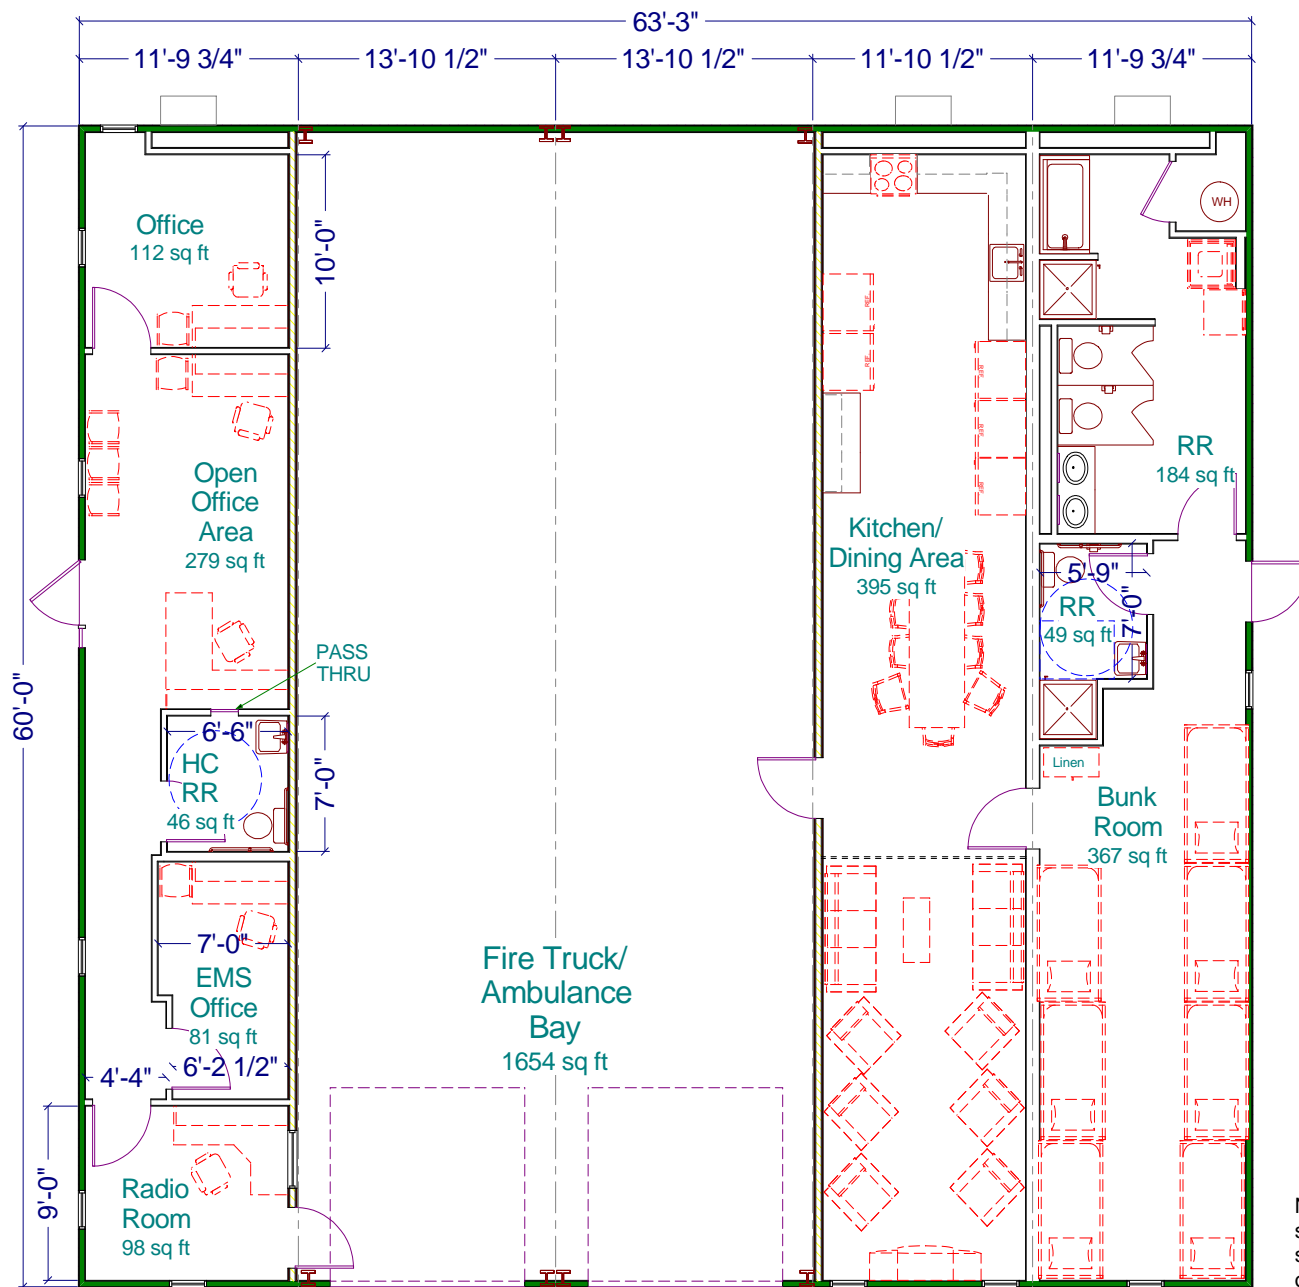 63'-3"
11'-9 3/4"
13'-10 1/2"
13'-10 1/2"
11'-10 1/2"
11'-9 3/4"
60'-0"
Office
112 sq ft
10'-0"
WH
REF.
REF.
REF.
REF.
REF.
Open
Office
Area
279 sq ft
RR
184 sq ft
Kitchen/
Dining Area
395 sq ft
5'-9"
7'-0"
RR
49 sq ft
PASS
THRU
6'-6"
HC
RR
46 sq ft
7'-0"
Linen
Bunk
Room
367 sq ft
7'-0"
EMS
Office
81 sq ft
6'-2 1/2"
4'-4"
Fire Truck/
Ambulance
Bay
1654 sq ft
9'-0"
Radio
Room
98 sq ft